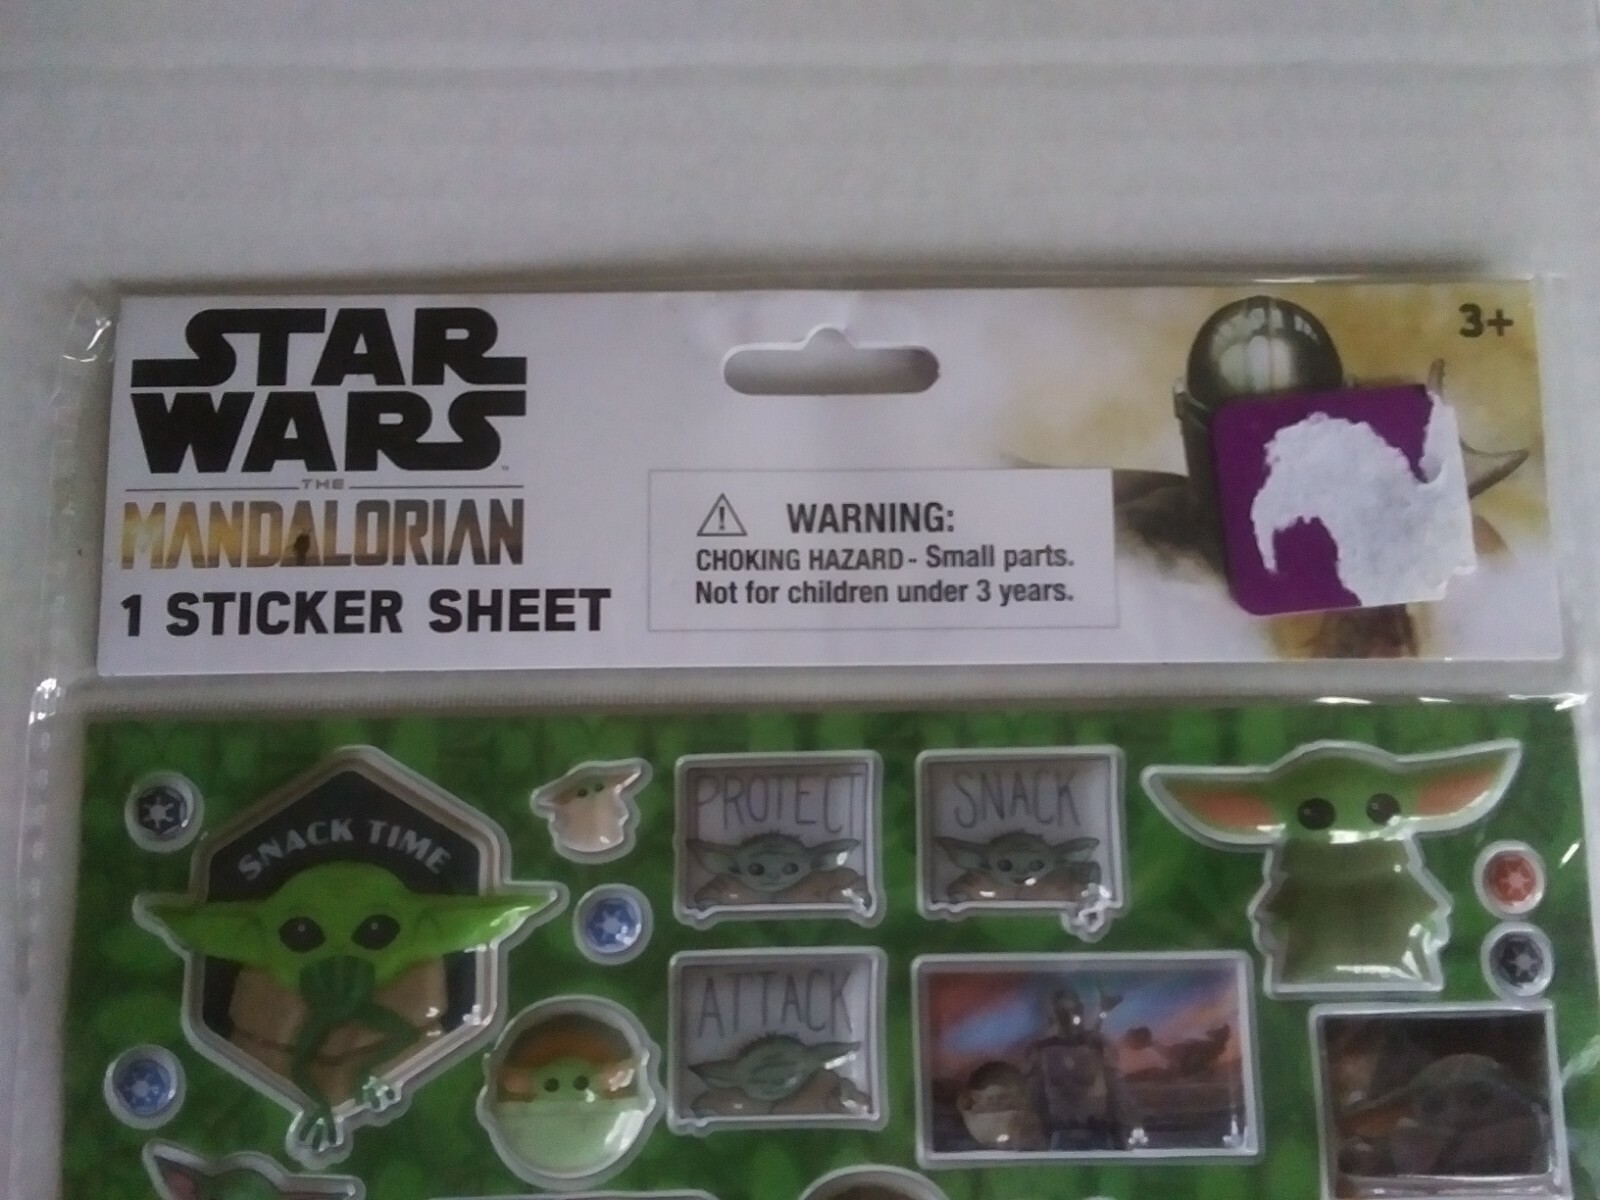 STAR
WARS
THE
MANDALORIAN
1 STICKER SHEET
WARNING:
CHOKING HAZARD - Small parts.
Not for children under 3 years.
3+
SNACK TIME
PROTECT
SNACK
ATTACK